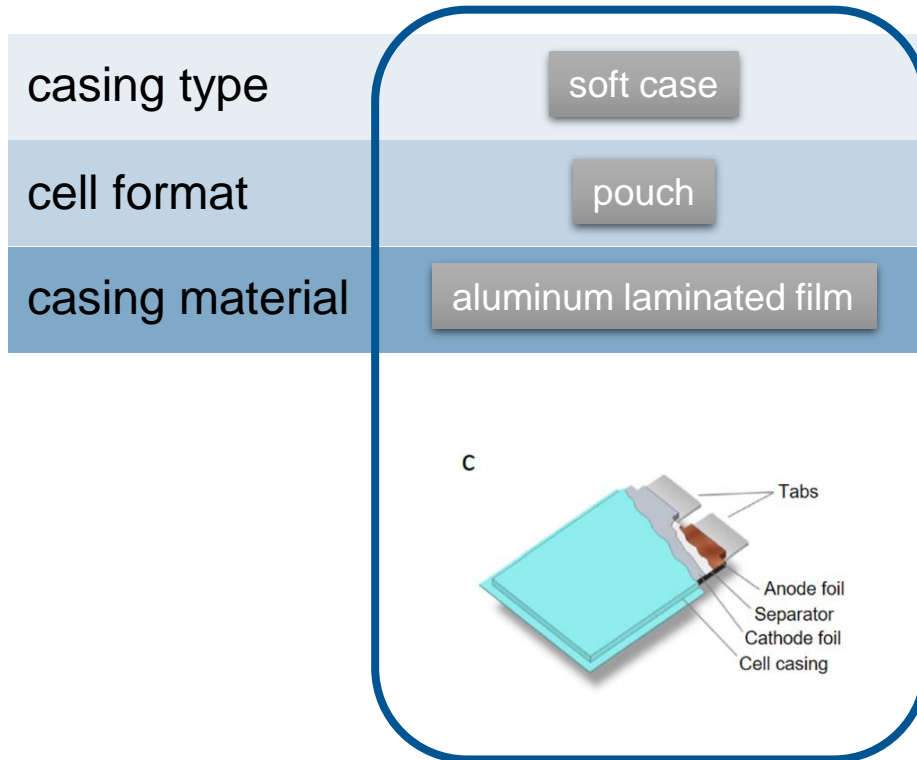 casing type
soft case
cell format
pouch
casing material
aluminum laminated film
c
Tabs
Anode foil
Separator
Cathode foil
Cell casing